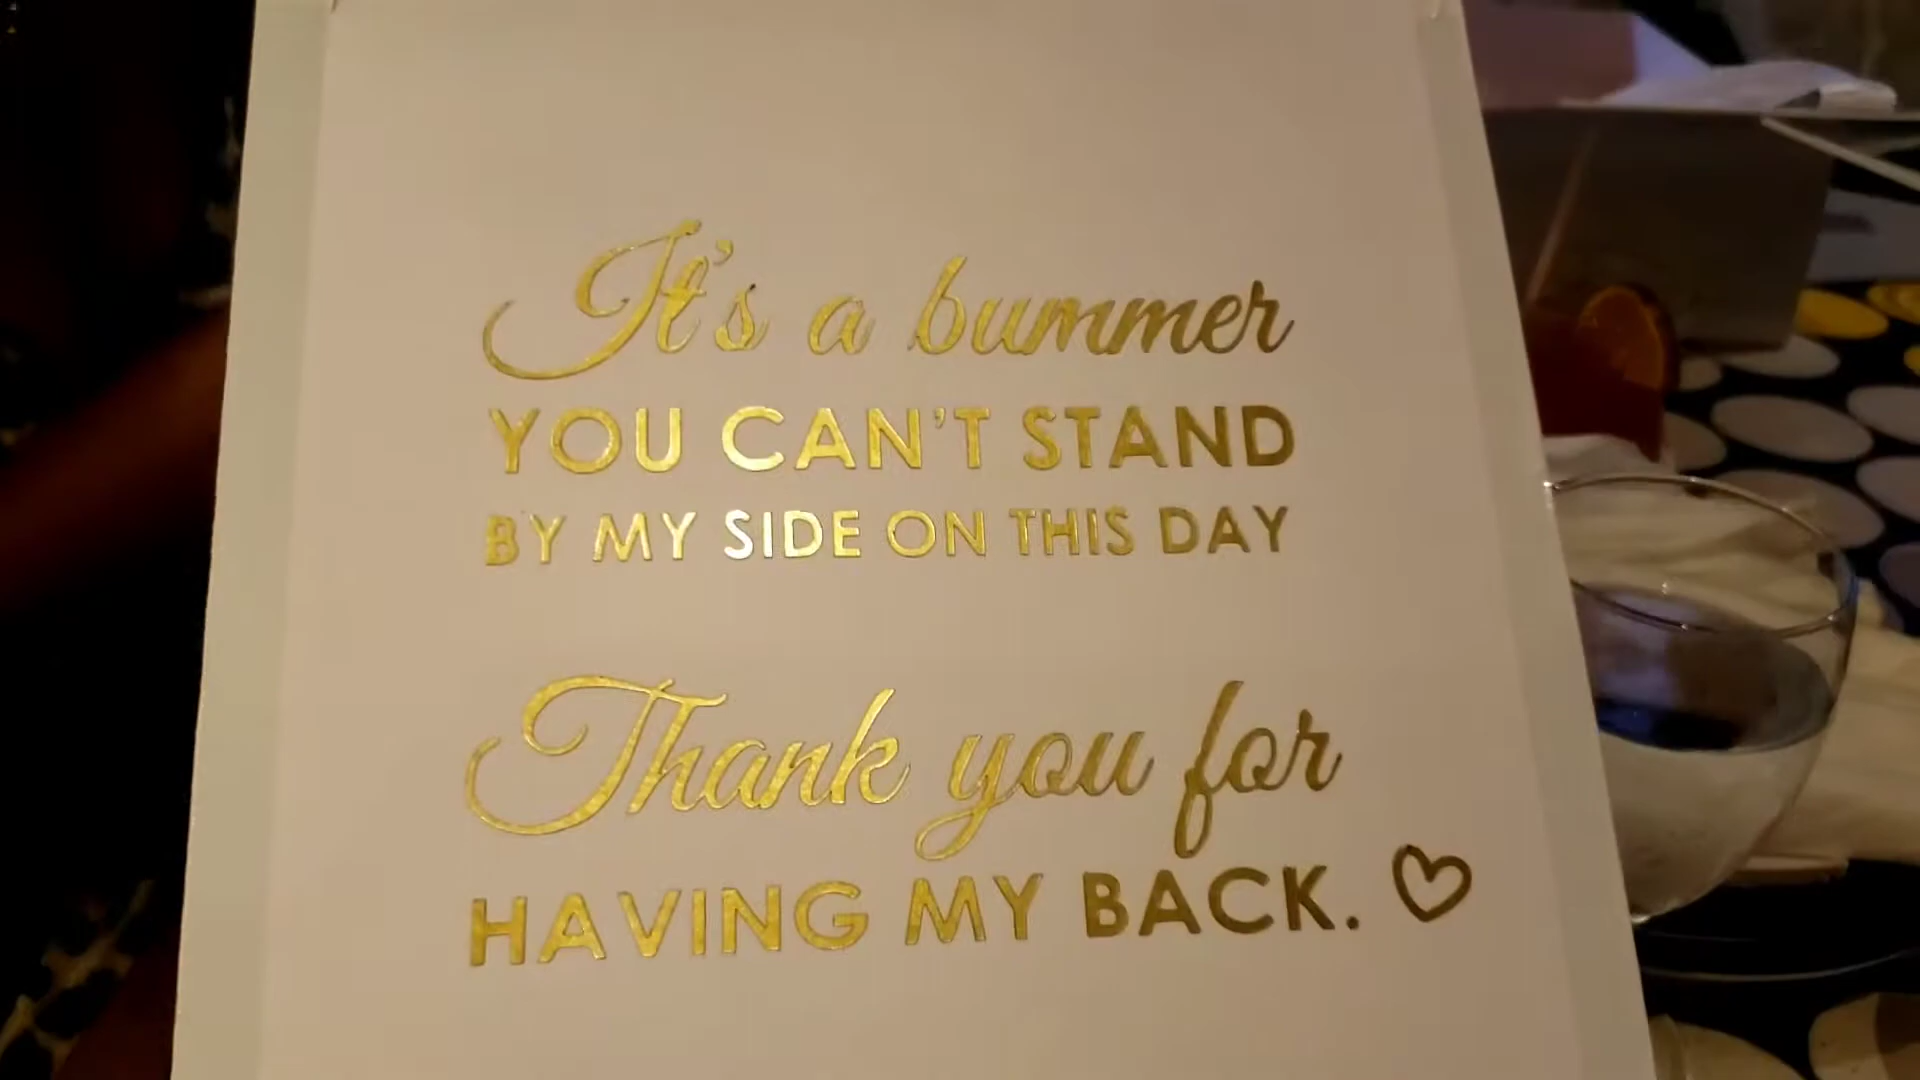 It's a bummer
YOU CAN'T STAND
BY MY SIDE ON THIS DAY
Thank you for
HAVING MY BACK.